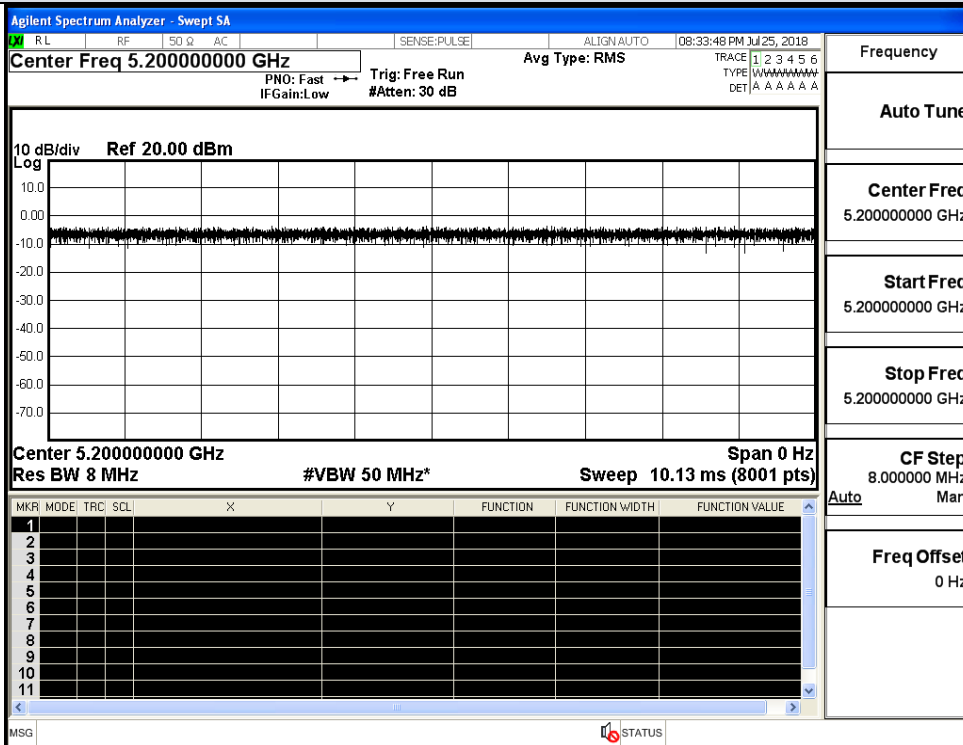 Agilent Spectrum Analyzer - Swept SA
LXI RL RF 50 Ω AC SENSE:PULSE ALIGN AUTO 08:33:48 PM Jul 25, 2018
Center Freq 5.200000000 GHz Avg Type: RMS TRACE 1 2 3 4 5 6
PNO: Fast Trig: Free Run TYPE WWWWWWW
IFGain:Low #Atten: 30 dB DET A A A A A A
10 dB/div Ref 20.00 dBm
Log
10.0
0.00
-10.0
-20.0
-30.0
-40.0
-50.0
-60.0
-70.0
Center 5.200000000 GHz Span 0 Hz
Res BW 8 MHz #VBW 50 MHz* Sweep 10.13 ms (8001 pts)
MKR MODE TRC SCL X Y FUNCTION FUNCTION WIDTH FUNCTION VALUE
1
2
3
4
5
6
7
8
9
10
11
MSG STATUS
Frequency
Auto Tune
Center Freq
5.200000000 GHz
Start Freq
5.200000000 GHz
Stop Freq
5.200000000 GHz
CF Step
8.000000 MHz
Auto Man
Freq Offset
0 Hz